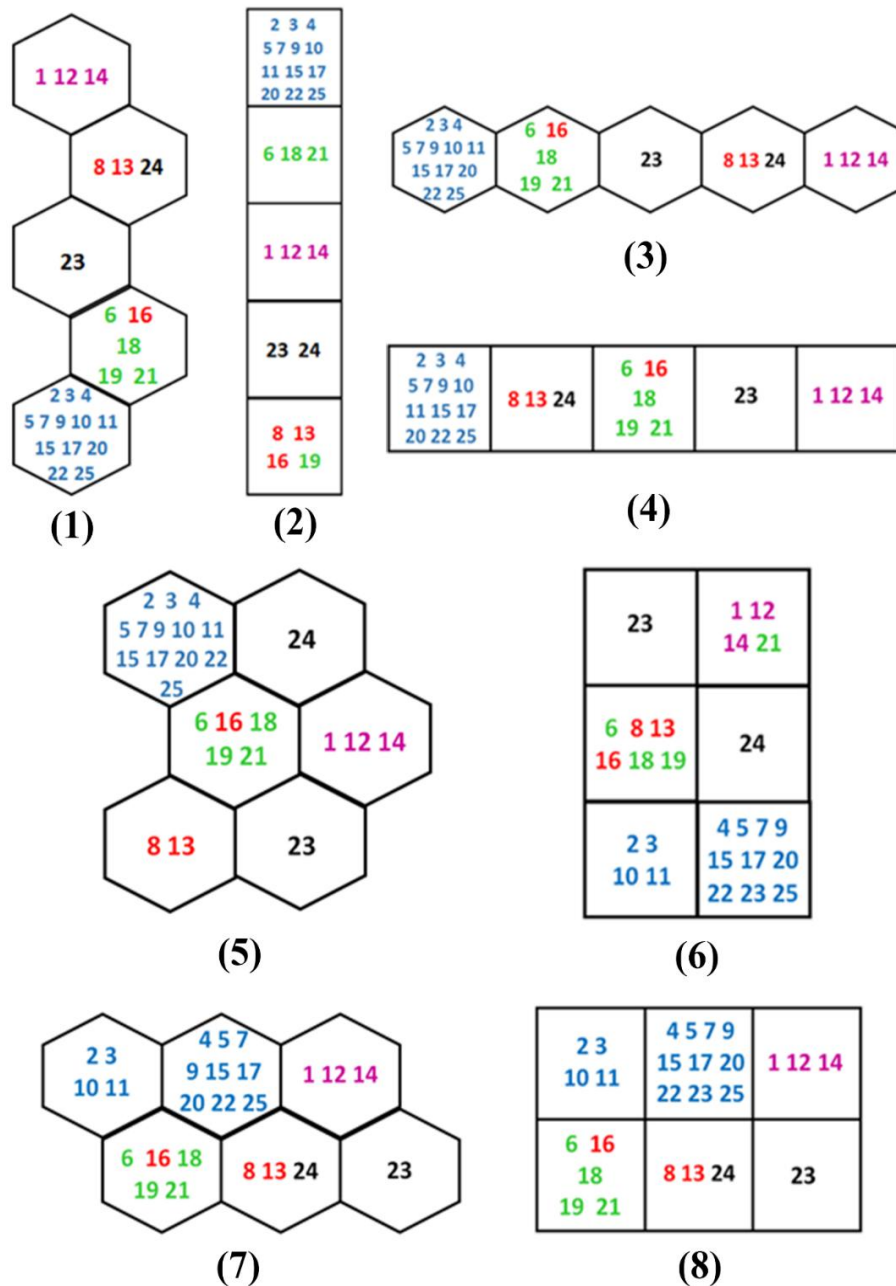 1 12 14
8 13 24
23
6 16
18
19 21
2 3 4
5 7 9 10 11
15 17 20
22 25
(1)
2 3 4
5 7 9 10
11 15 17
20 22 25
6 18 21
1 12 14
23 24
8 13
16 19
(2)
2 3 4
5 7 9 10 11
15 17 20
22 25
6 16
18
19 21
23
8 13 24
1 12 14
(3)
2 3 4
5 7 9 10
11 15 17
20 22 25
8 13 24
6 16
18
19 21
23
1 12 14
(4)
2 3 4
5 7 9 10 11
15 17 20 22
25
24
6 16 18
19 21
1 12 14
8 13
23
(5)
23
1 12
14 21
6 8 13
16 18 19
24
2 3
10 11
4 5 7 9
15 17 20
22 23 25
(6)
2 3
10 11
4 5 7
9 15 17
20 22 25
1 12 14
6 16 18
19 21
8 13 24
23
(7)
2 3
10 11
4 5 7 9
15 17 20
22 23 25
1 12 14
6 16
18
19 21
8 13 24
23
(8)